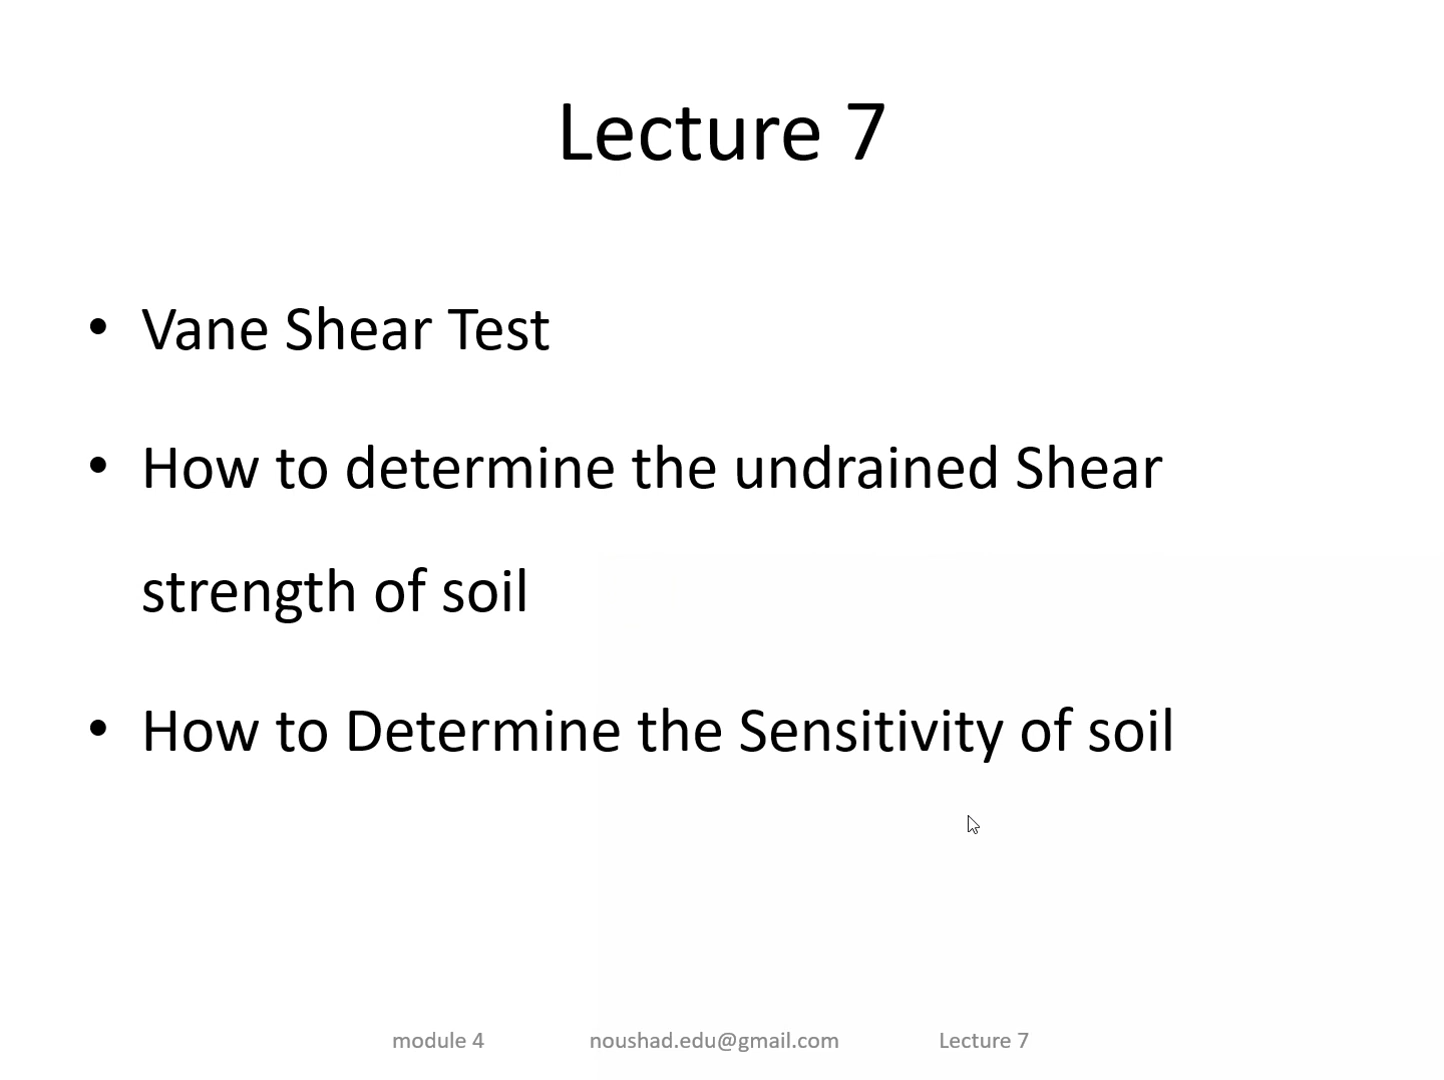 Lecture 7
• Vane Shear Test
• How to determine the undrained Shear
strength of soil
• How to Determine the Sensitivity of soil
module 4 noushad.edu@gmail.com Lecture 7